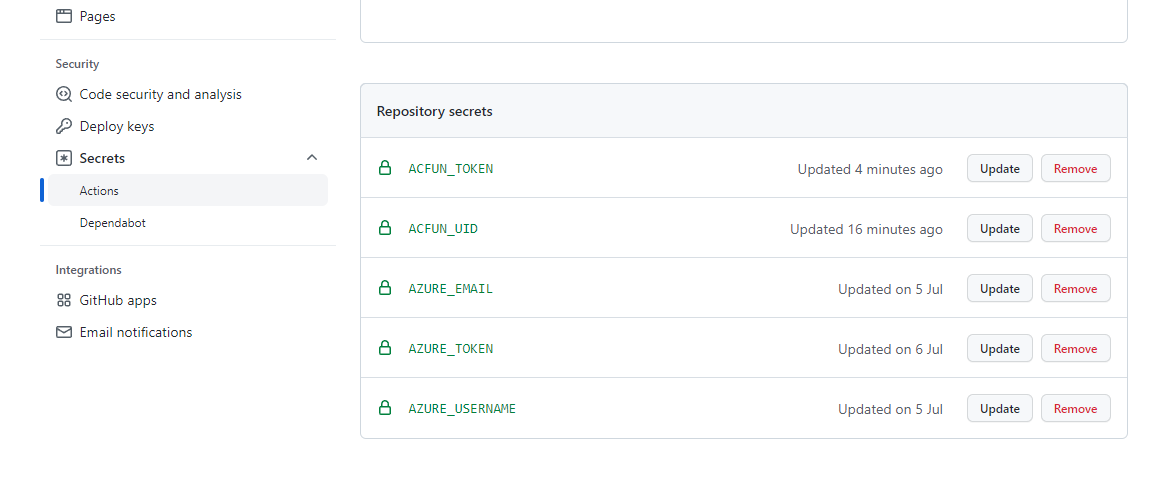 Pages
Security
Code security and analysis
Deploy keys
Secrets
Actions
Dependabot
Integrations
GitHub apps
Email notifications
Repository secrets
ACFUN_TOKEN Updated 4 minutes ago Update Remove
ACFUN_UID Updated 16 minutes ago Update Remove
AZURE_EMAIL Updated on 5 Jul Update Remove
AZURE_TOKEN Updated on 6 Jul Update Remove
AZURE_USERNAME Updated on 5 Jul Update Remove